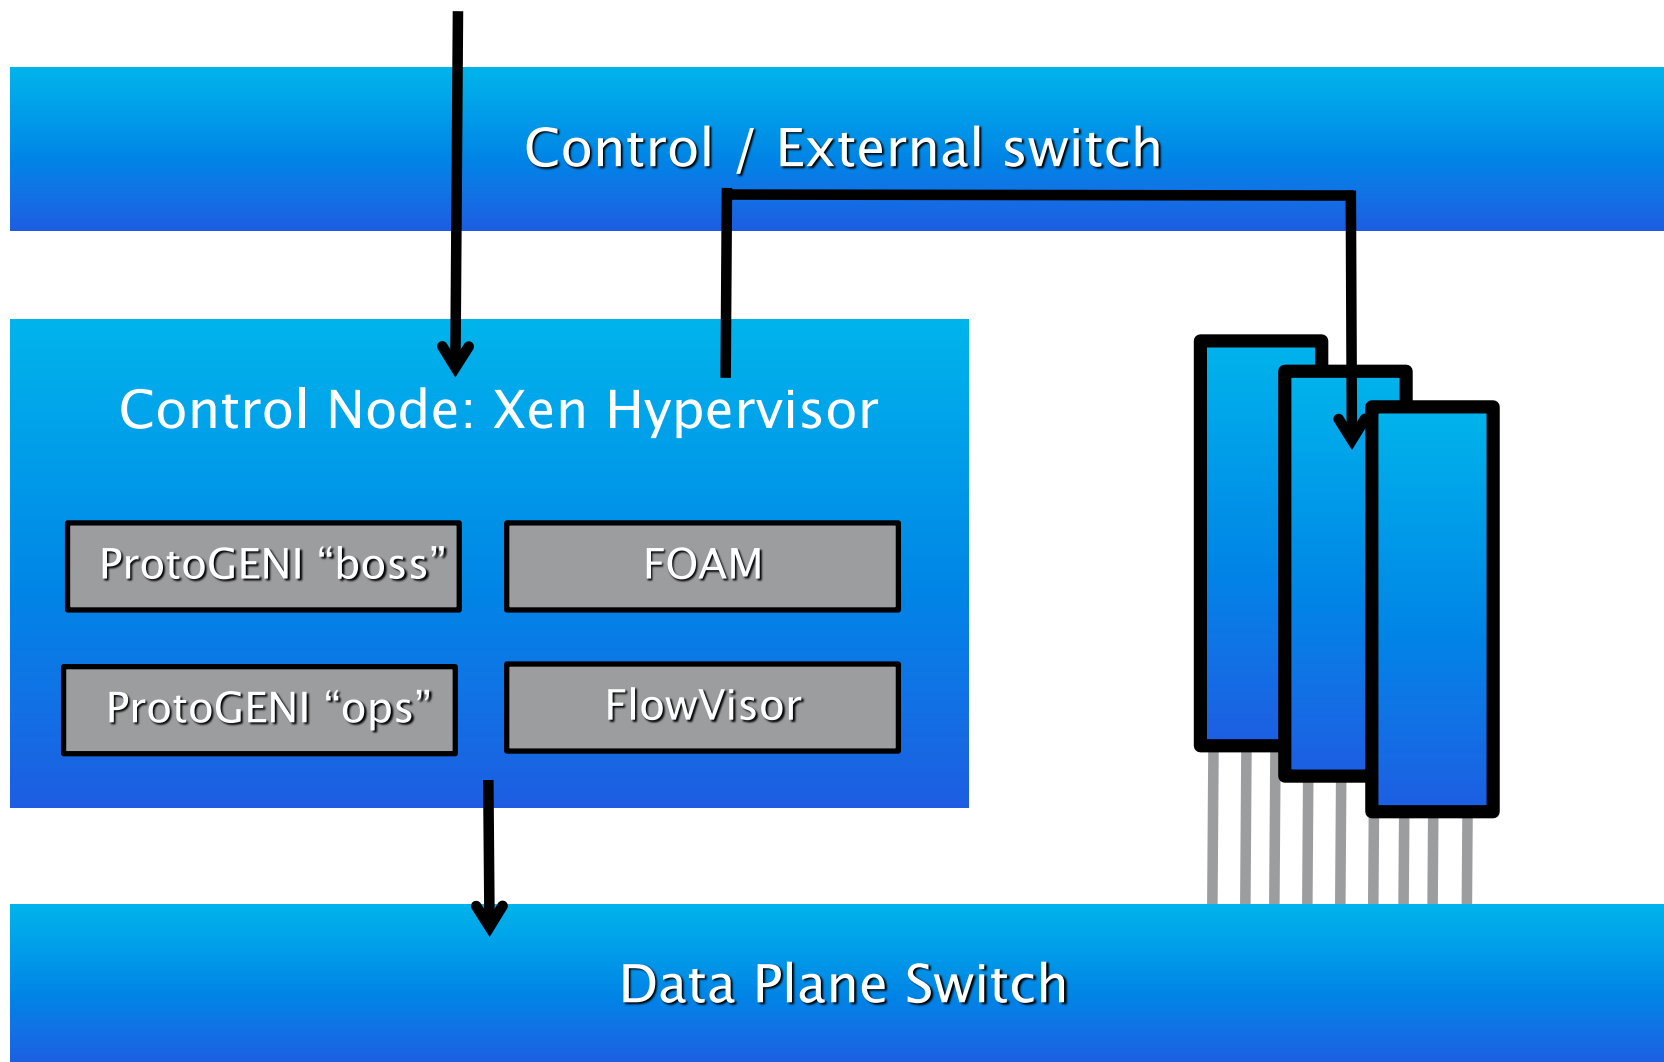 Control / External switch
Control Node: Xen Hypervisor
ProtoGENI “boss”
FOAM
ProtoGENI “ops”
FlowVisor
Data Plane Switch